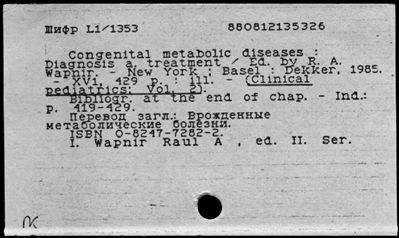 Шифр L1/1353 880812135326
Congenital metabolic diseases :
Diagnosis a. treatment / Ed. by R. A.
Wapnir. - New York ; Basel : Dekker, 1985.
- XVI, 429 p. : ill. - (Clinical
pediatrics; Vol. 2).
Bibliogr. at the end of chap. - Ind.:
p. 419-429.
Перевод загл.: Врожденные
метаболические болезни.
ISBN 0-8247-7282-2.
I. Wapnir Raul A , ed. II. Ser.
ПК